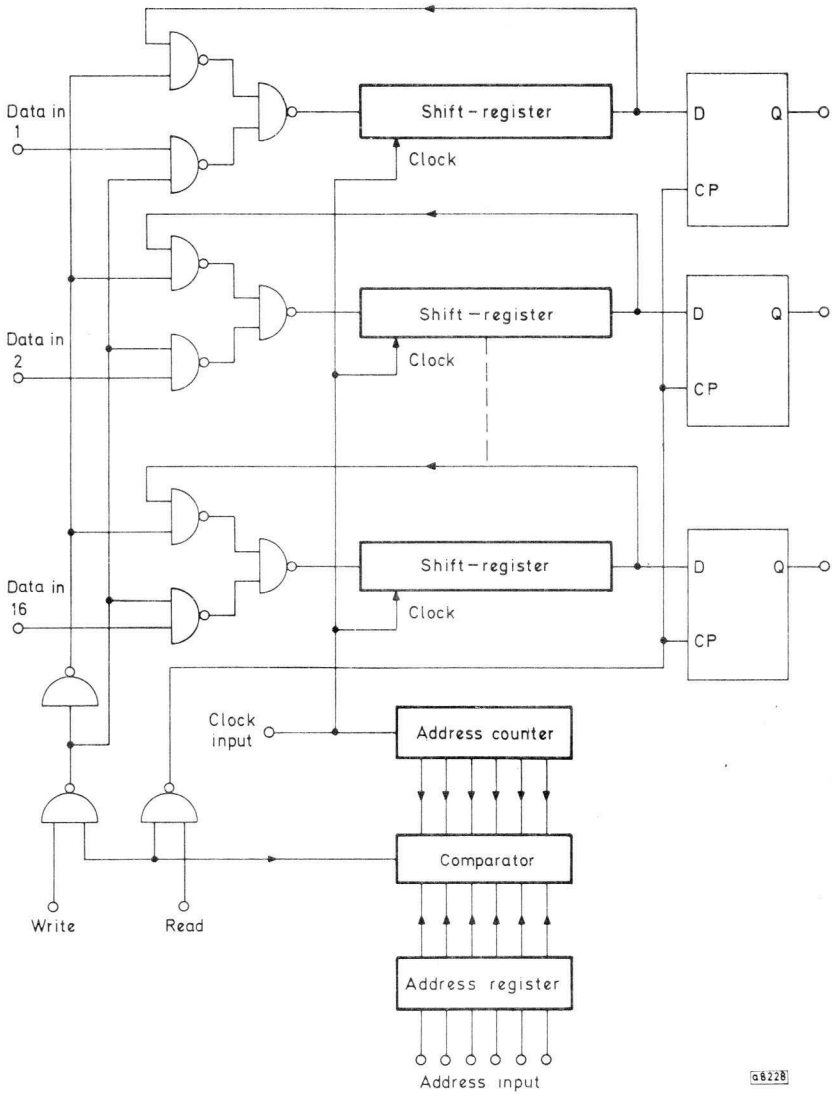 Data in
1
Shift-register
Clock
D
Q
CP
Data in
2
Shift-register
Clock
D
Q
CP
Data in
16
Shift-register
Clock
D
Q
CP
Clock
input
Address counter
Comparator
Write
Read
Address register
Address input
a8228